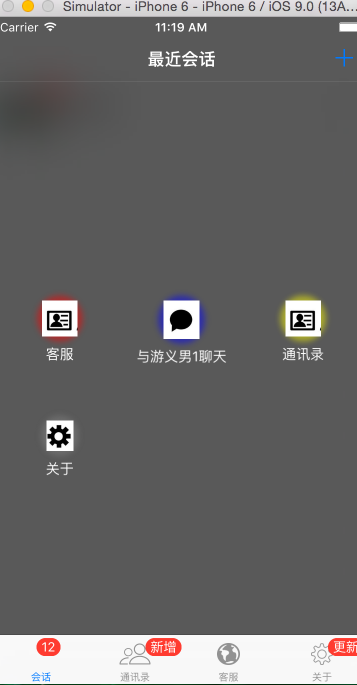 Simulator - iPhone 6 - iPhone 6 / iOS 9.0 (13A...
Carrier 11:19 AM
最近会话
客服 与游义男1聊天 通讯录
关于
12 新增 更新
会话 通讯录 客服 关于